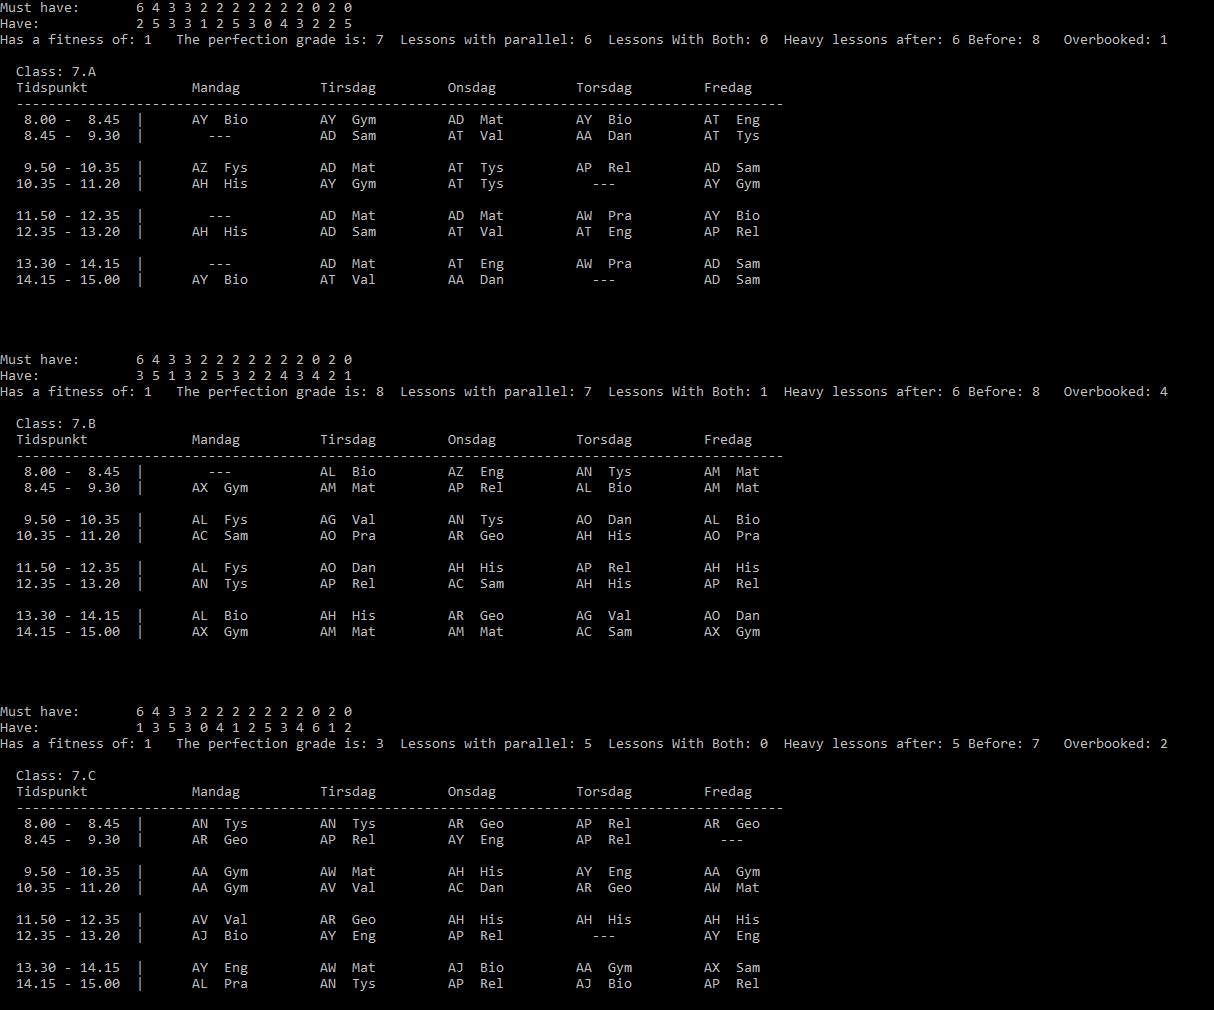 Must have:       6 4 3 3 2 2 2 2 2 2 2 0 2 0
Have:            2 5 3 3 1 2 5 3 0 4 3 2 2 5
Has a fitness of: 1   The perfection grade is: 7  Lessons with parallel: 6  Lessons With Both: 0  Heavy lessons after: 6 Before: 8   Overbooked: 1
Class: 7.A
Tidspunkt             Mandag          Tirsdag         Onsdag          Torsdag         Fredag
------------------------------------------------------------------------------------------------
8.00 -  8.45  |      AY  Bio         AY  Gym         AD  Mat         AY  Bio         AT  Eng
8.45 -  9.30  |        ---           AD  Sam         AT  Val         AA  Dan         AT  Tys
9.50 - 10.35  |      AZ  Fys         AD  Mat         AT  Tys         AP  Rel         AD  Sam
10.35 - 11.20  |      AH  His         AY  Gym         AT  Tys           ---           AY  Gym
11.50 - 12.35  |        ---           AD  Mat         AD  Mat         AW  Pra         AY  Bio
12.35 - 13.20  |      AH  His         AD  Sam         AT  Val         AT  Eng         AP  Rel
13.30 - 14.15  |        ---           AD  Mat         AT  Eng         AW  Pra         AD  Sam
14.15 - 15.00  |      AY  Bio         AT  Val         AA  Dan           ---           AD  Sam
Must have:       6 4 3 3 2 2 2 2 2 2 2 0 2 0
Have:            3 5 1 3 2 5 3 2 2 4 3 4 2 1
Has a fitness of: 1   The perfection grade is: 8  Lessons with parallel: 7  Lessons With Both: 1  Heavy lessons after: 6 Before: 8   Overbooked: 4
Class: 7.B
Tidspunkt             Mandag          Tirsdag         Onsdag          Torsdag         Fredag
------------------------------------------------------------------------------------------------
8.00 -  8.45  |        ---           AL  Bio         AZ  Eng         AN  Tys         AM  Mat
8.45 -  9.30  |      AX  Gym         AM  Mat         AP  Rel         AL  Bio         AM  Mat
9.50 - 10.35  |      AL  Fys         AG  Val         AN  Tys         AO  Dan         AL  Bio
10.35 - 11.20  |      AC  Sam         AO  Pra         AR  Geo         AH  His         AO  Pra
11.50 - 12.35  |      AL  Fys         AO  Dan         AH  His         AP  Rel         AH  His
12.35 - 13.20  |      AN  Tys         AP  Rel         AC  Sam         AH  His         AP  Rel
13.30 - 14.15  |      AL  Bio         AH  His         AR  Geo         AG  Val         AO  Dan
14.15 - 15.00  |      AX  Gym         AM  Mat         AM  Mat         AC  Sam         AX  Gym
Must have:       6 4 3 3 2 2 2 2 2 2 2 0 2 0
Have:            1 3 5 3 0 4 1 2 5 3 4 6 1 2
Has a fitness of: 1   The perfection grade is: 3  Lessons with parallel: 5  Lessons With Both: 0  Heavy lessons after: 5 Before: 7   Overbooked: 2
Class: 7.C
Tidspunkt             Mandag          Tirsdag         Onsdag          Torsdag         Fredag
------------------------------------------------------------------------------------------------
8.00 -  8.45  |      AN  Tys         AN  Tys         AR  Geo         AP  Rel         AR  Geo
8.45 -  9.30  |      AR  Geo         AP  Rel         AY  Eng         AP  Rel           ---
9.50 - 10.35  |      AA  Gym         AW  Mat         AH  His         AY  Eng         AA  Gym
10.35 - 11.20  |      AA  Gym         AV  Val         AC  Dan         AR  Geo         AW  Mat
11.50 - 12.35  |      AV  Val         AR  Geo         AH  His         AH  His         AH  His
12.35 - 13.20  |      AJ  Bio         AY  Eng         AP  Rel           ---           AY  Eng
13.30 - 14.15  |      AY  Eng         AW  Mat         AJ  Bio         AA  Gym         AX  Sam
14.15 - 15.00  |      AL  Pra         AN  Tys         AP  Rel         AJ  Bio         AP  Rel